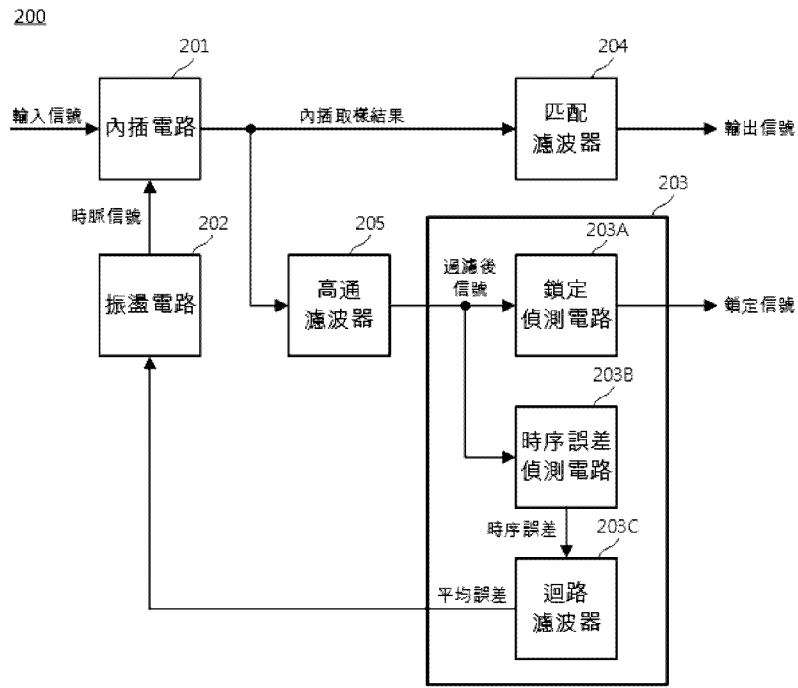 200
201
204
輸入信號
內插電路
內插取樣結果
匹配
濾波器
輸出信號
時脈信號
202
205
203
203A
振盪電路
高通
濾波器
過濾後
信號
鎖定
偵測電路
鎖定信號
203B
時序誤差
偵測電路
時序誤差
203C
平均誤差
迴路
濾波器